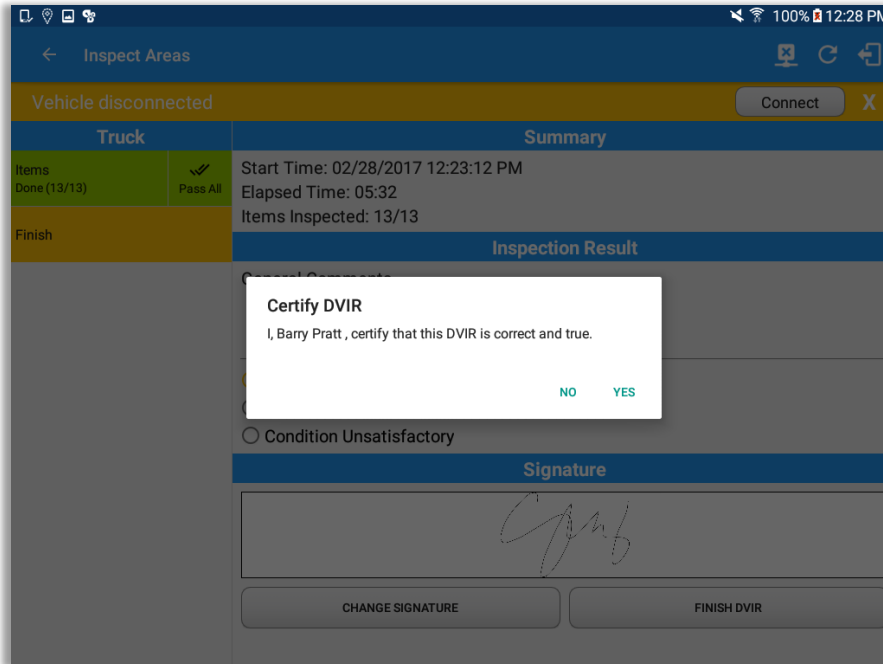 100% 12:28 PM
Inspect Areas
Vehicle disconnected
Connect
X
Truck
Summary
Items
Done (13/13)
Pass All
Start Time: 02/28/2017 12:23:12 PM
Elapsed Time: 05:32
Items Inspected: 13/13
Finish
Inspection Result
General Comments
Certify DVIR
I, Barry Pratt , certify that this DVIR is correct and true.
NO
YES
Condition Unsatisfactory
Signature
CHANGE SIGNATURE
FINISH DVIR